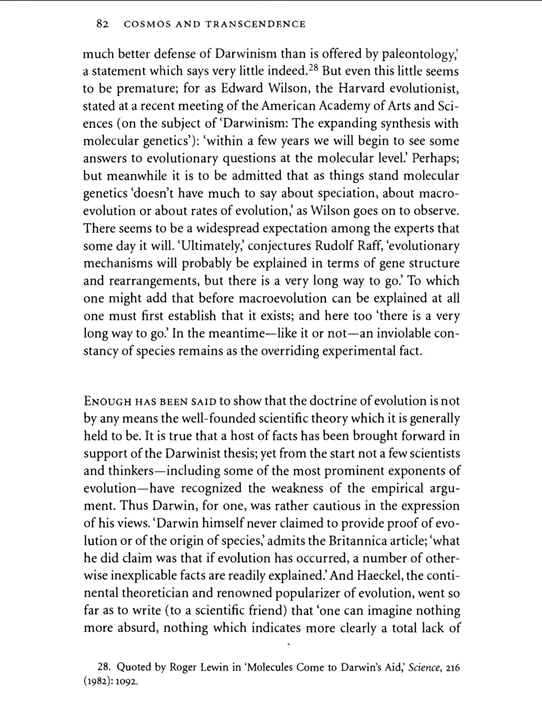 82 COSMOS AND TRANSCENDENCE
much better defense of Darwinism than is offered by paleontology,’
a statement which says very little indeed.28 But even this little seems
to be premature; for as Edward Wilson, the Harvard evolutionist,
stated at a recent meeting of the American Academy of Arts and Sci-
ences (on the subject of ‘Darwinism: The expanding synthesis with
molecular genetics’): ‘within a few years we will begin to see some
answers to evolutionary questions at the molecular level.’ Perhaps;
but meanwhile it is to be admitted that as things stand molecular
genetics ‘doesn’t have much to say about speciation, about macro-
evolution or about rates of evolution,’ as Wilson goes on to observe.
There seems to be a widespread expectation among the experts that
some day it will. ‘Ultimately,’ conjectures Rudolf Raff, ‘evolutionary
mechanisms will probably be explained in terms of gene structure
and rearrangements, but there is a very long way to go.’ To which
one might add that before macroevolution can be explained at all
one must first establish that it exists; and here too ‘there is a very
long way to go.’ In the meantime—like it or not—an inviolable con-
stancy of species remains as the overriding experimental fact.
ENOUGH HAS BEEN SAID to show that the doctrine of evolution is not
by any means the well-founded scientific theory which it is generally
held to be. It is true that a host of facts has been brought forward in
support of the Darwinist thesis; yet from the start not a few scientists
and thinkers—including some of the most prominent exponents of
evolution—have recognized the weakness of the empirical argu-
ment. Thus Darwin, for one, was rather cautious in the expression
of his views. ‘Darwin himself never claimed to provide proof of evo-
lution or of the origin of species,’ admits the Britannica article; ‘what
he did claim was that if evolution has occurred, a number of other-
wise inexplicable facts are readily explained.’ And Haeckel, the conti-
nental theoretician and renowned popularizer of evolution, went so
far as to write (to a scientific friend) that ‘one can imagine nothing
more absurd, nothing which indicates more clearly a total lack of
28. Quoted by Roger Lewin in ‘Molecules Come to Darwin’s Aid,’ Science, 216
(1982): 1092.